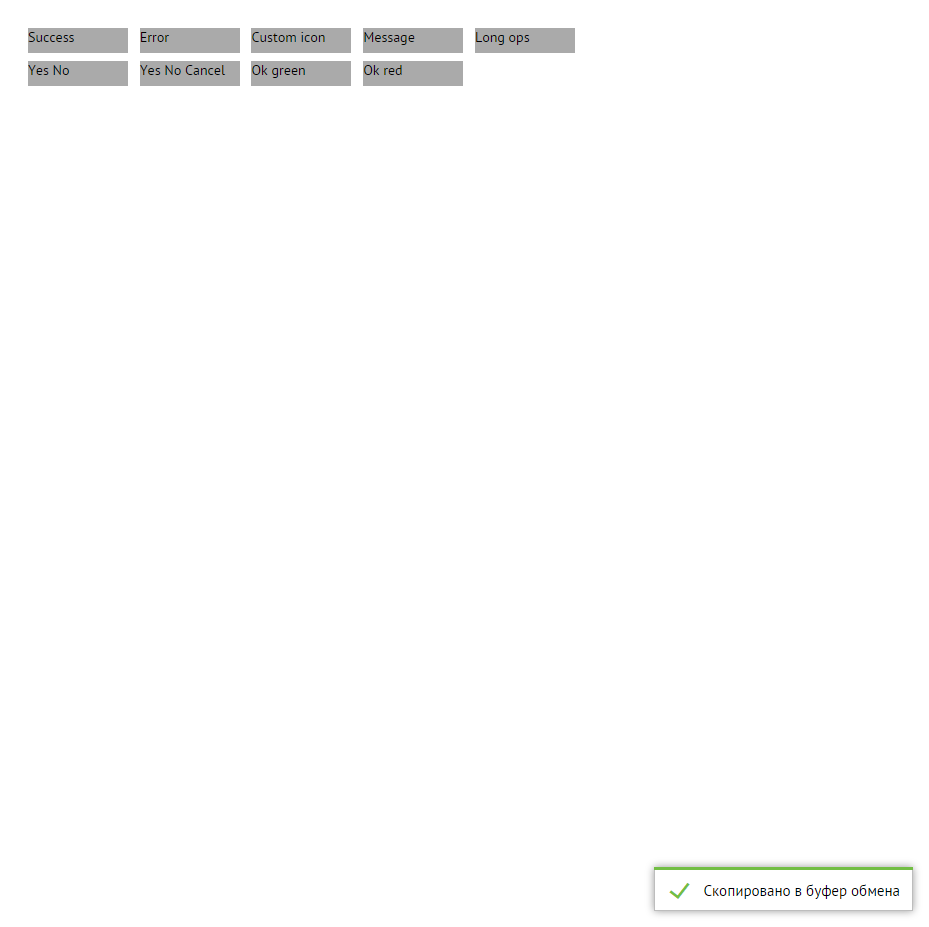 Success Error Custom icon Message Long ops
Yes No Yes No Cancel Ok green Ok red
Скопировано в буфер обмена